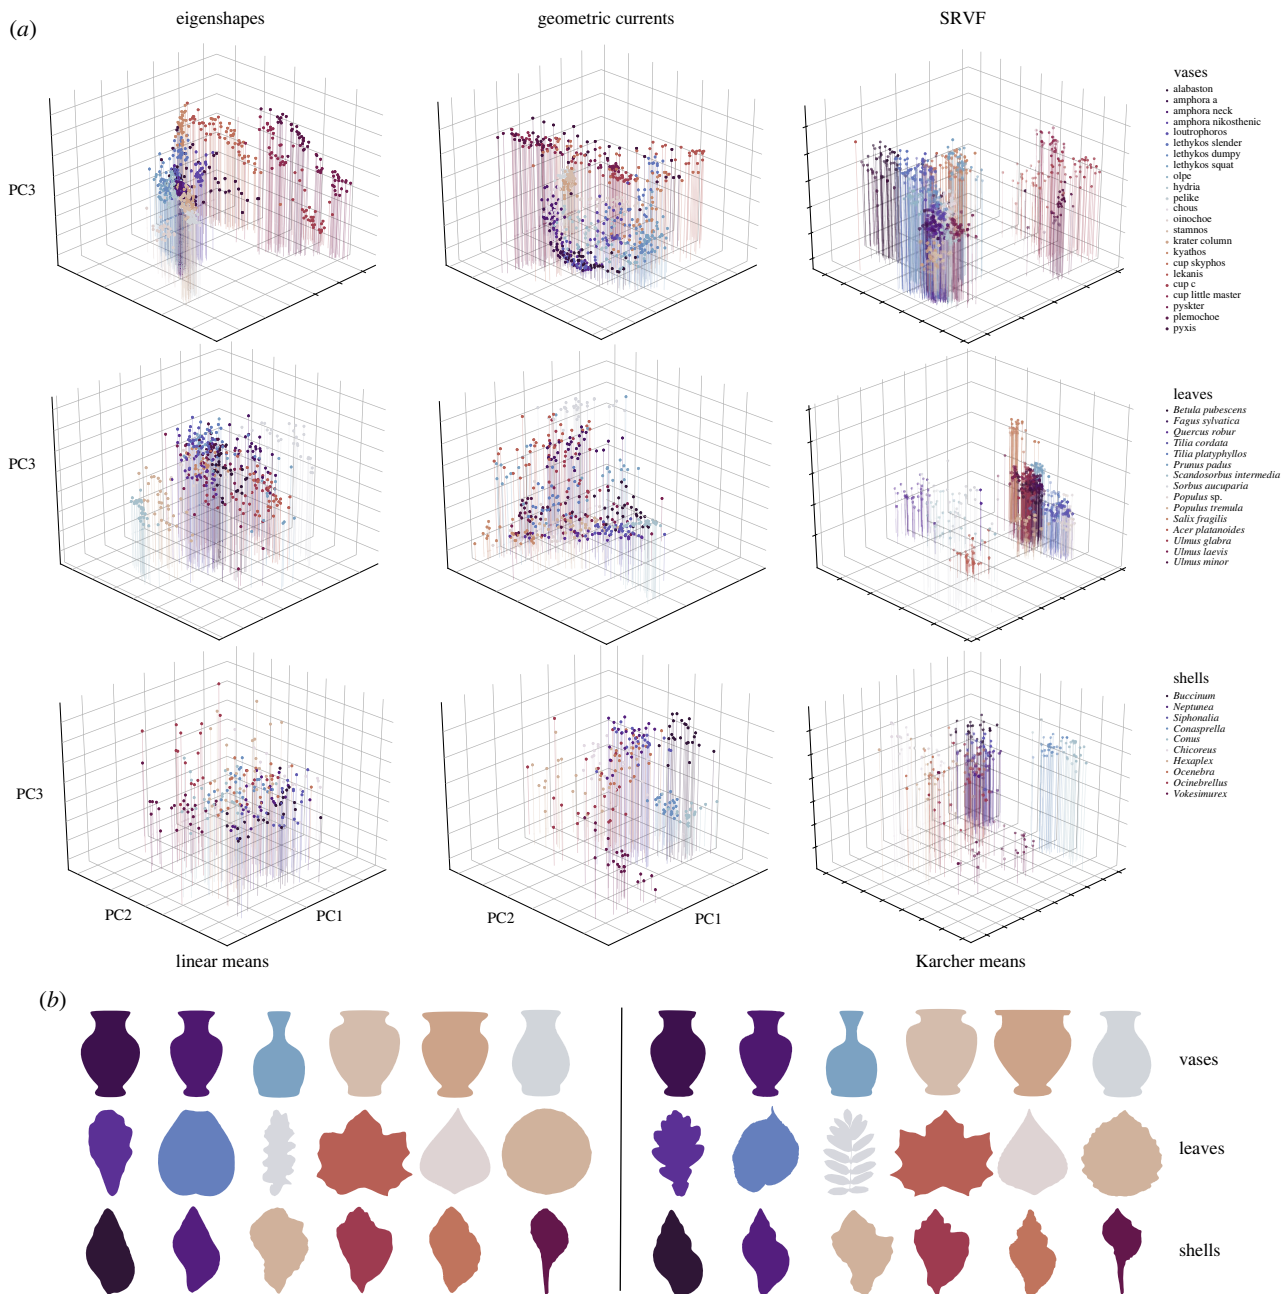 (a)
eigenshapes
geometric currents
SRVF
PC3
vases
alabaston
amphora a
amphora neck
amphora nikosthenic
loutrophoros
lethykos slender
lethykos dumpy
lethykos squat
olpe
hydria
pelike
chous
oinochoe
stamnos
krater column
kyathos
cup skyphos
lekanis
cup c
cup little master
pyskter
plemochoe
pyxis
PC3
leaves
Betula pubescens
Fagus sylvatica
Quercus robur
Tilia cordata
Tilia platyphyllos
Prunus padus
Scandosorbus intermedia
Sorbus aucuparia
Populus sp.
Populus tremula
Salix fragilis
Acer platanoides
Ulmus glabra
Ulmus laevis
Ulmus minor
PC3
shells
Buccinum
Neptunea
Siphonalia
Conasprella
Conus
Chicoreus
Hexaplex
Ocenebra
Ocinebrellus
Vokesimurex
PC2
PC1
PC2
PC1
linear means
Karcher means
(b)
vases
leaves
shells